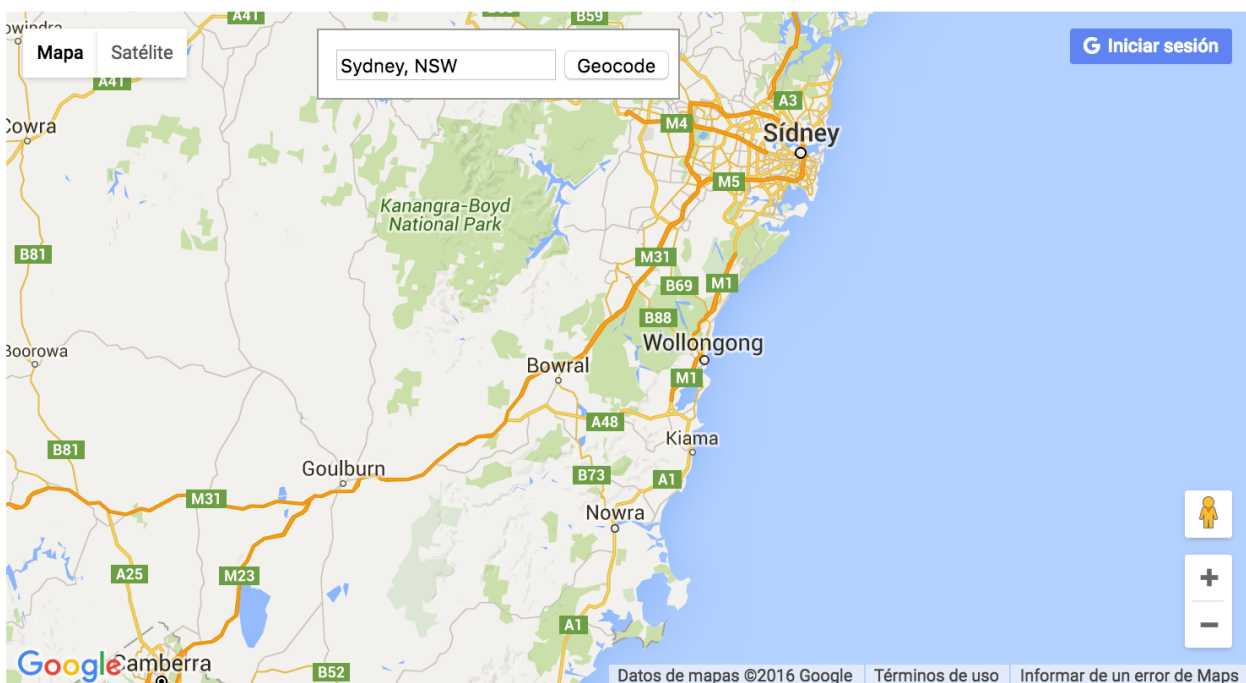 A41
B59
Mapa
Satélite
Sydney, NSW
Geocode
Iniciar sesión
A41
A3
Cowra
M4
Sídney
M5
Kanangra-Boyd
National Park
B81
M31
B69
M1
B88
Wollongong
Boorowa
Bowral
M1
A48
Kiama
B81
Goulburn
B73
A1
M31
Nowra
A25
M23
A1
Google
Camberra
B52
Datos de mapas ©2016 Google
Términos de uso
Informar de un error de Maps